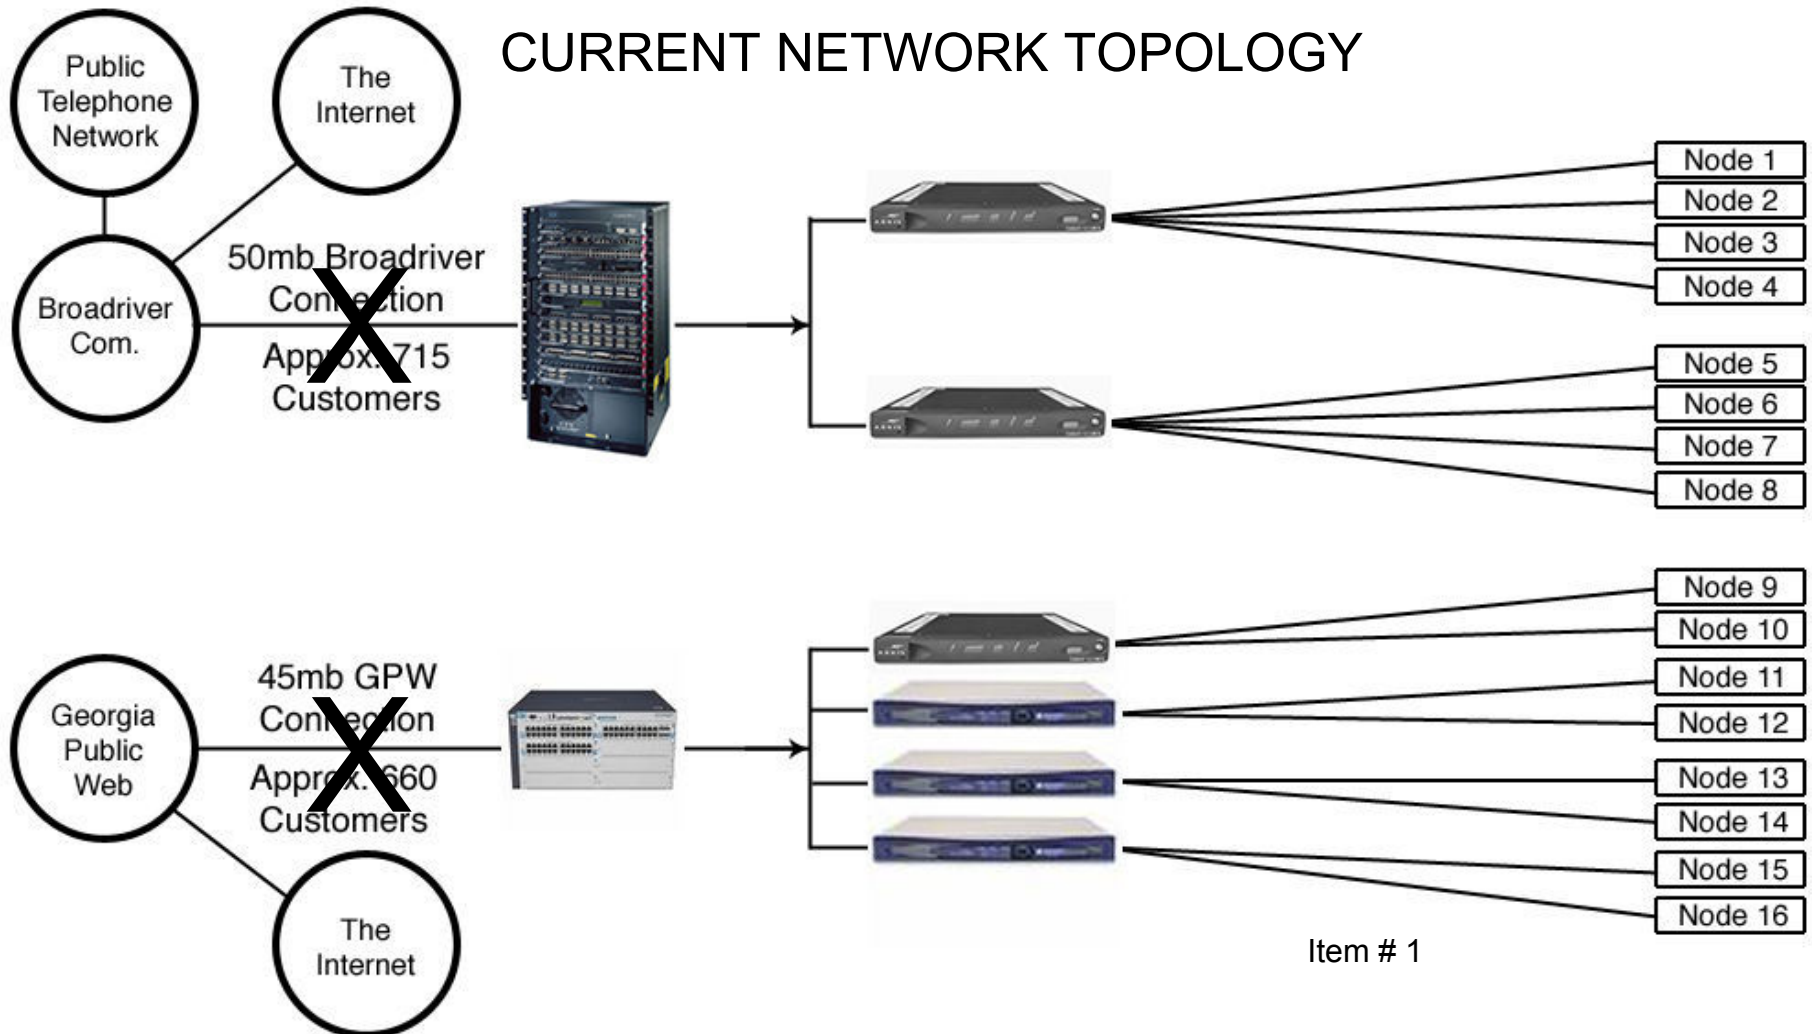 CURRENT NETWORK TOPOLOGY
Public
Telephone
Network
The
Internet
Broadriver
Com.
50mb Broadriver
Connection
Approx. 715
Customers
Node 1
Node 2
Node 3
Node 4
Node 5
Node 6
Node 7
Node 8
Georgia
Public
Web
45mb GPW
Connection
Approx. 660
Customers
The
Internet
Node 9
Node 10
Node 11
Node 12
Node 13
Node 14
Node 15
Node 16
Item # 1